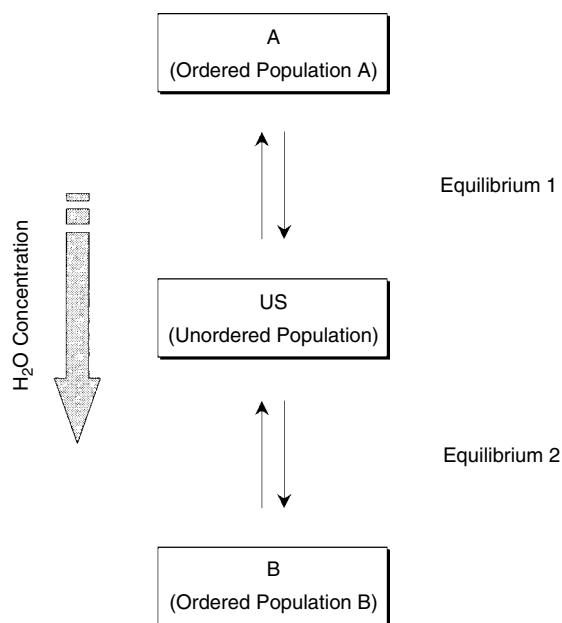 A
(Ordered Population A)
Equilibrium 1
H₂O Concentration
US
(Unordered Population)
Equilibrium 2
B
(Ordered Population B)